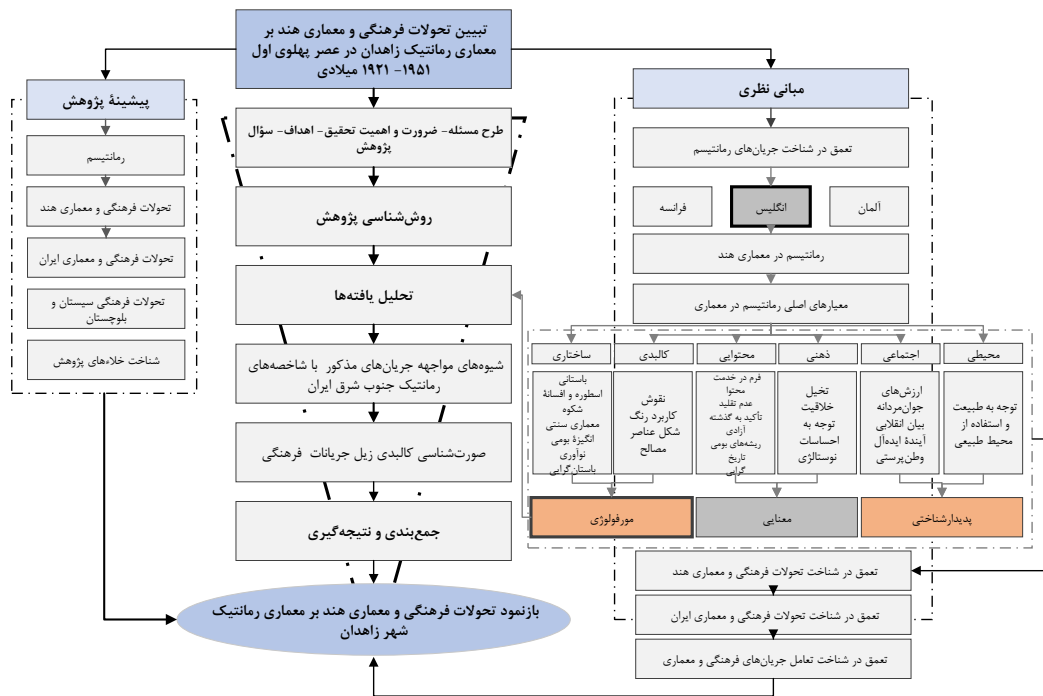 تبیین تحولات فرهنگی و معماری هند بر
معماری رمانتیک زاهدان در عصر پهلوی اول
۱۹۵۱- ۱۹۲۱ میلادی
مبانی نظری
تعمق در شناخت جریان‌های رمانتیسم
آلمان
انگلیس
فرانسه
رمانتیسم در معماری هند
معیارهای اصلی رمانتیسم در معماری
محیطی
اجتماعی
ذهنی
محتوایی
کالبدی
ساختاری
توجه به طبیعت
و استفاده از
محیط طبیعی
ارزش‌های
جوان‌مردانه
بیان انقلابی
آیندۀ ایده‌آل
وطن‌پرستی
تخیل
خلاقیت
توجه به
احساسات
نوستالژی
فرم در خدمت
محتوا
عدم تقلید
تأکید به گذشته
آزادی
ریشه‌های بومی
تاریخ
گرایی
نقوش
کاربرد رنگ
شکل عناصر
مصالح
باستانی
اسطوره و افسانۀ
شکوه
معماری سنتی
انگیزۀ بومی
نوآوری
باستان‌گرایی
پدیدارشناختی
معنایی
مورفولوژی
تعمق در شناخت تحولات فرهنگی و معماری هند
تعمق در شناخت تحولات فرهنگی و معماری ایران
تعمق در شناخت تعامل جریان‌های فرهنگی و معماری
طرح مسئله- ضرورت و اهمیت تحقیق- اهداف- سؤال
پژوهش
روش‌شناسی پژوهش
تحلیل یافته‌ها
شیوه‌های مواجهه جریان‌های مذکور با شاخصه‌های
رمانتیک جنوب شرق ایران
صورت‌شناسی کالبدی زیل جریانات فرهنگی
جمع‌بندی و نتیجه‌گیری
بازنمود تحولات فرهنگی و معماری هند بر معماری رمانتیک
شهر زاهدان
پیشینۀ پژوهش
رمانتیسم
تحولات فرهنگی و معماری هند
تحولات فرهنگی و معماری ایران
تحولات فرهنگی سیستان و
بلوچستان
شناخت خلاء‌های پژوهش